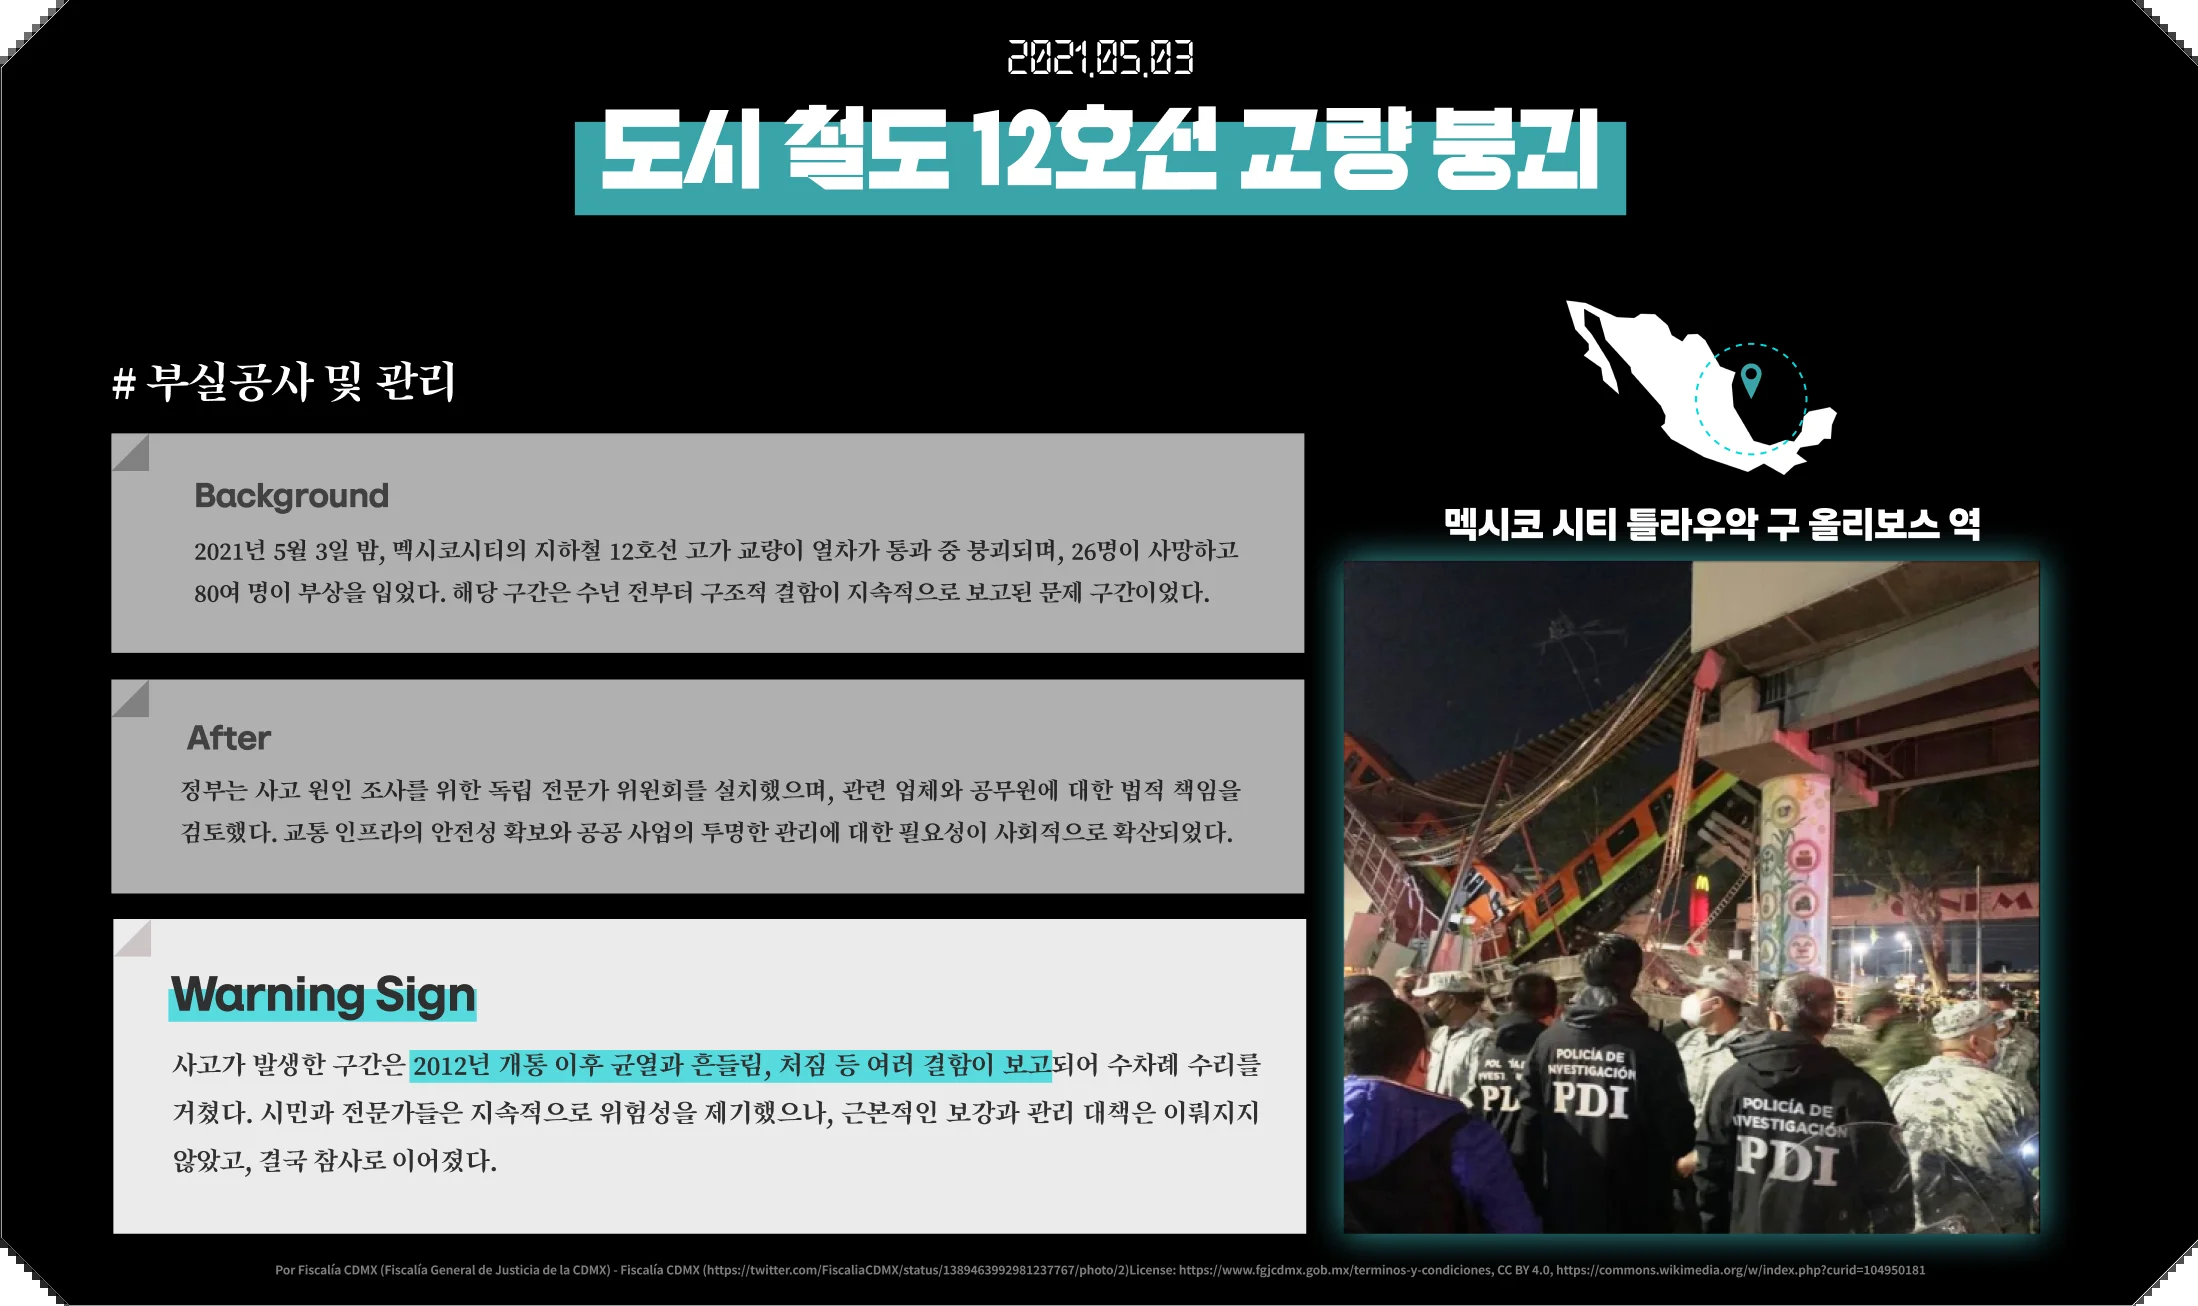 2021.05.03
도시 철도 12호선 교량 붕괴
# 부실공사 및 관리
Background
2021년 5월 3일 밤, 멕시코시티의 지하철 12호선 고가 교량이 열차가 통과 중 붕괴되며, 26명이 사망하고
80여 명이 부상을 입었다. 해당 구간은 수년 전부터 구조적 결함이 지속적으로 보고된 문제 구간이었다.
After
정부는 사고 원인 조사를 위한 독립 전문가 위원회를 설치했으며, 관련 업체와 공무원에 대한 법적 책임을
검토했다. 교통 인프라의 안전성 확보와 공공 사업의 투명한 관리에 대한 필요성이 사회적으로 확산되었다.
Warning Sign
사고가 발생한 구간은 2012년 개통 이후 균열과 흔들림, 처짐 등 여러 결함이 보고되어 수차례 수리를
거쳤다. 시민과 전문가들은 지속적으로 위험성을 제기했으나, 근본적인 보강과 관리 대책은 이뤄지지
않았고, 결국 참사로 이어졌다.
멕시코 시티 틀라우악 구 올리보스 역
POLICÍA DE
INVESTIGACIÓN
PDI
POLICÍA DE
INVESTIGACIÓN
PDI
Por Fiscalía CDMX (Fiscalía General de Justicia de la CDMX) - Fiscalía CDMX (https://twitter.com/FiscaliaCDMX/status/1389463992981237767/photo/2)License: https://www.fgjcdmx.gob.mx/terminos-y-condiciones, CC BY 4.0, https://commons.wikimedia.org/w/index.php?curid=104950181